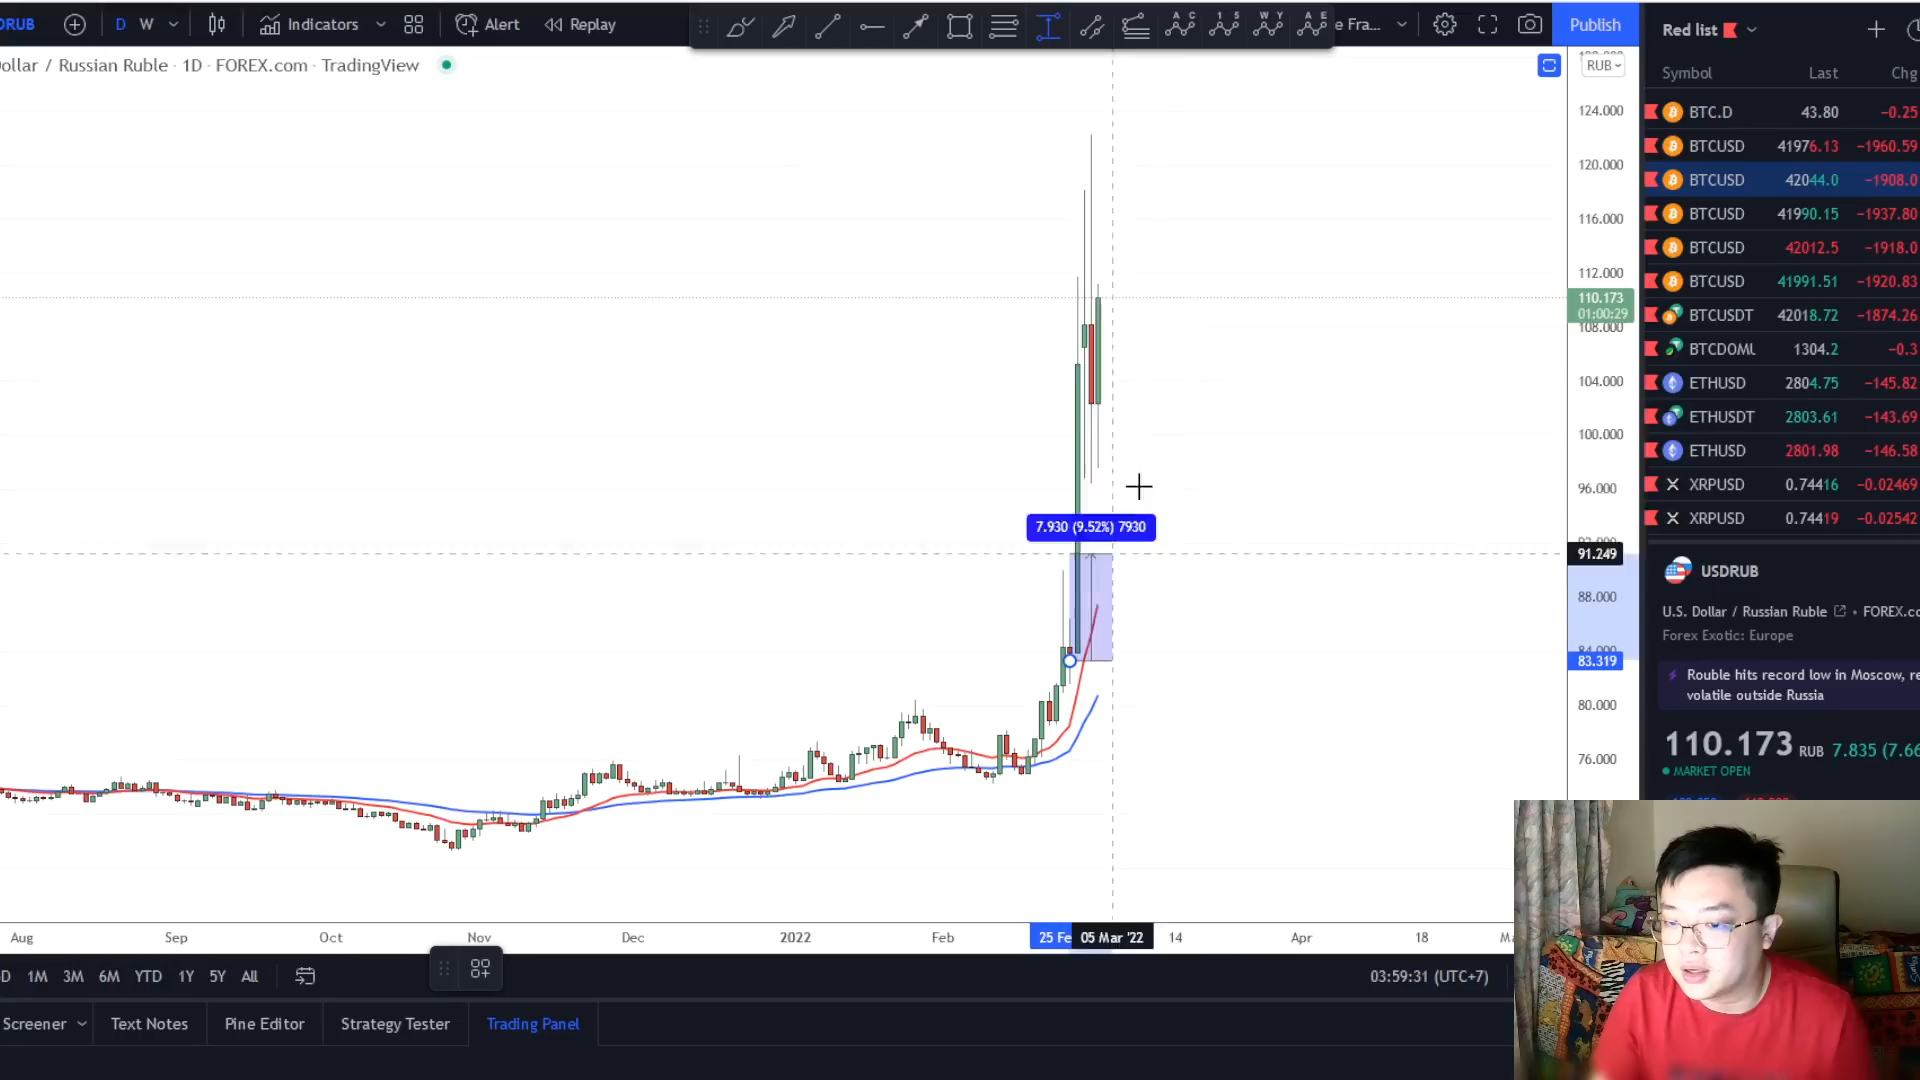 DRUB D W Indicators Alert Replay e Fra... Publish
ollar / Russian Ruble · 1D · FOREX.com · TradingView
RUB
124.000
120.000
116.000
112.000
110.173
01:00:29
108.000
104.000
100.000
96.000
91.249
88.000
83.319
80.000
76.000
7.930 (9.52%) 7930
Aug Sep Oct Nov Dec 2022 Feb 25 Fe 05 Mar '22 14 Apr 18
D 1M 3M 6M YTD 1Y 5Y All 03:59:31 (UTC+7)
Screener Text Notes Pine Editor Strategy Tester Trading Panel
Red list
Symbol Last Chg
BTC.D 43.80 −0.25
BTCUSD 41976.13 −1960.59
BTCUSD 42044.0 −1908.0
BTCUSD 41990.15 −1937.80
BTCUSD 42012.5 −1918.0
BTCUSD 41991.51 −1920.83
BTCUSDT 42018.72 −1874.26
BTCDOMU 1304.2 −0.3
ETHUSD 2804.75 −145.82
ETHUSDT 2803.61 −143.69
ETHUSD 2801.98 −146.58
XRPUSD 0.74416 −0.02469
XRPUSD 0.74419 −0.02542
USDRUB
U.S. Dollar / Russian Ruble • FOREX.co
Forex Exotic: Europe
Rouble hits record low in Moscow, re
volatile outside Russia
110.173 RUB 7.835 (7.66
MARKET OPEN